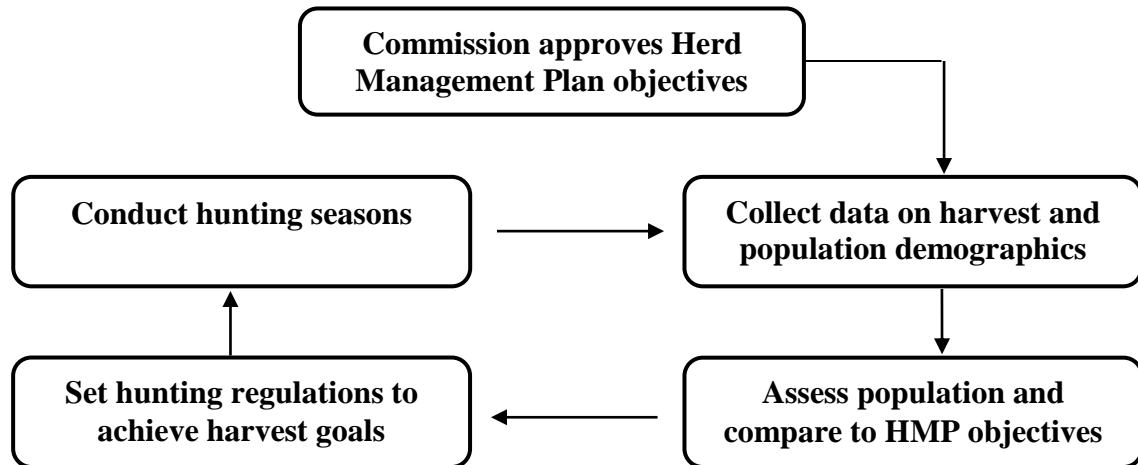 Commission approves Herd
Management Plan objectives
Conduct hunting seasons
Collect data on harvest and
population demographics
Set hunting regulations to
achieve harvest goals
Assess population and
compare to HMP objectives